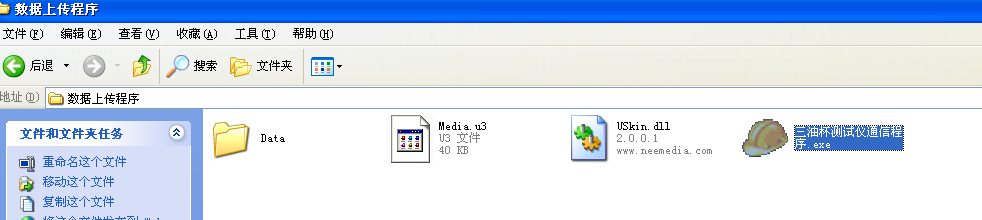 数据上传程序
文件(F) 编辑(E) 查看(V) 收藏(A) 工具(T) 帮助(H)
后退 搜索 文件夹
地址(D) 数据上传程序
文件和文件夹任务
重命名这个文件
移动这个文件
复制这个文件
Data
Media.u3
U3 文件
40 KB
USkin.dll
2.0.0.1
www.neemedia.com
三油杯测试仪通信程
序.exe